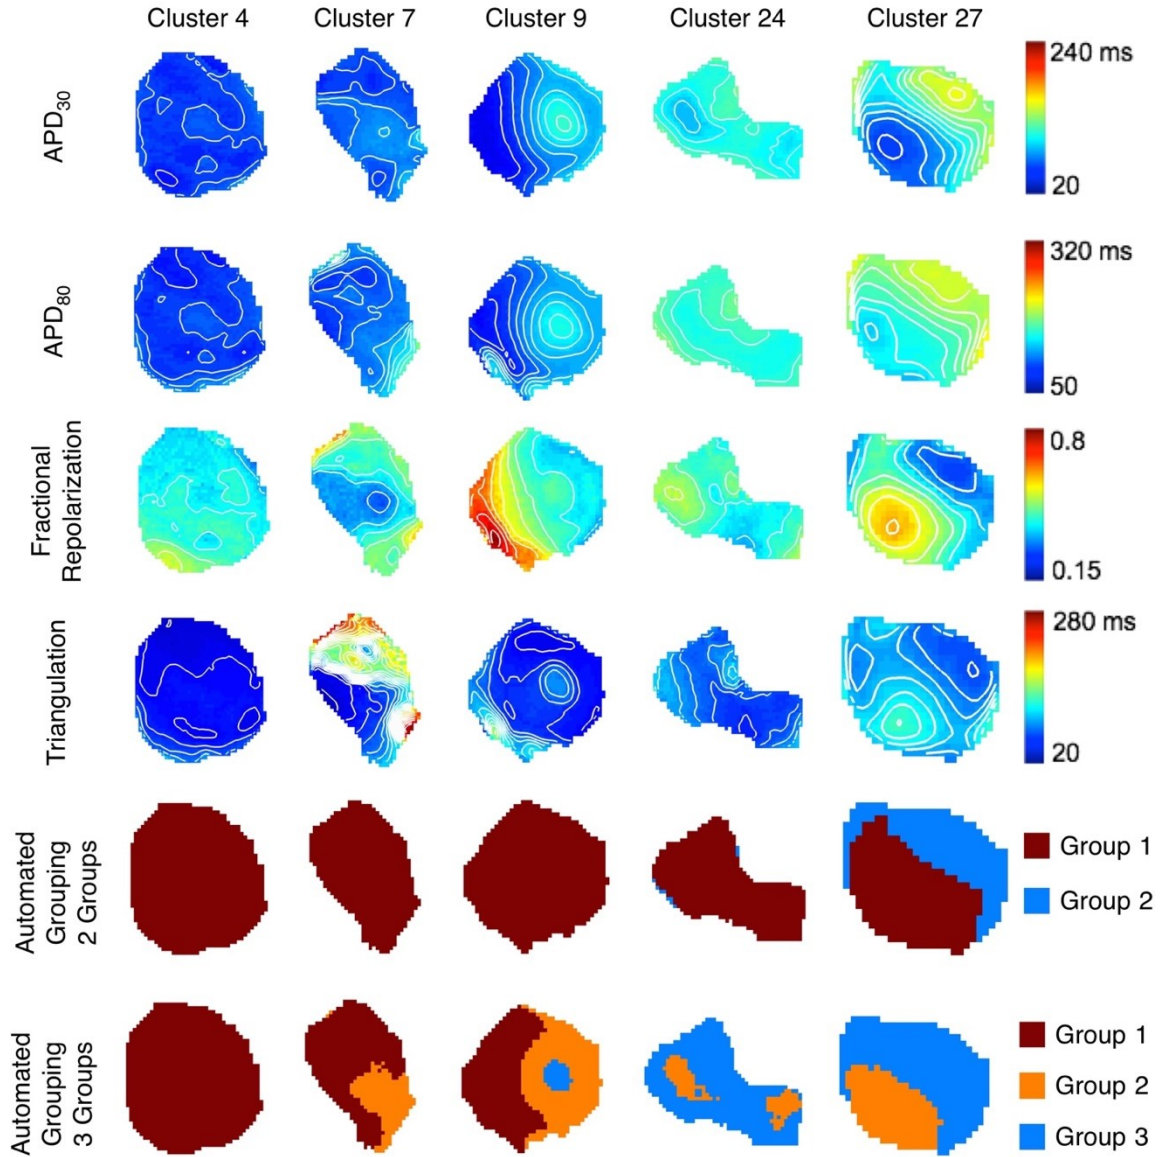 Cluster 4 Cluster 7 Cluster 9 Cluster 24 Cluster 27
APD30
240 ms
20
APD80
320 ms
50
Fractional
Repolarization
0.8
0.15
Triangulation
280 ms
20
Automated
Grouping
2 Groups
Group 1
Group 2
Automated
Grouping
3 Groups
Group 1
Group 2
Group 3